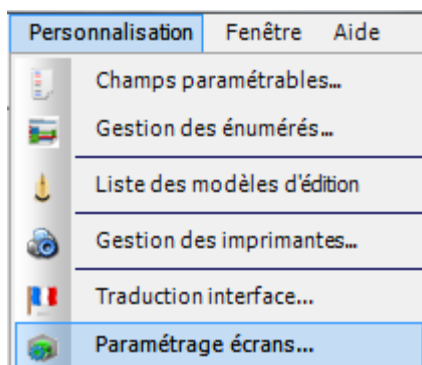 Personnalisation Fenêtre Aide
Champs paramétrables...
Gestion des énumérés...
Liste des modèles d'édition
Gestion des imprimantes...
Traduction interface...
Paramétrage écrans...